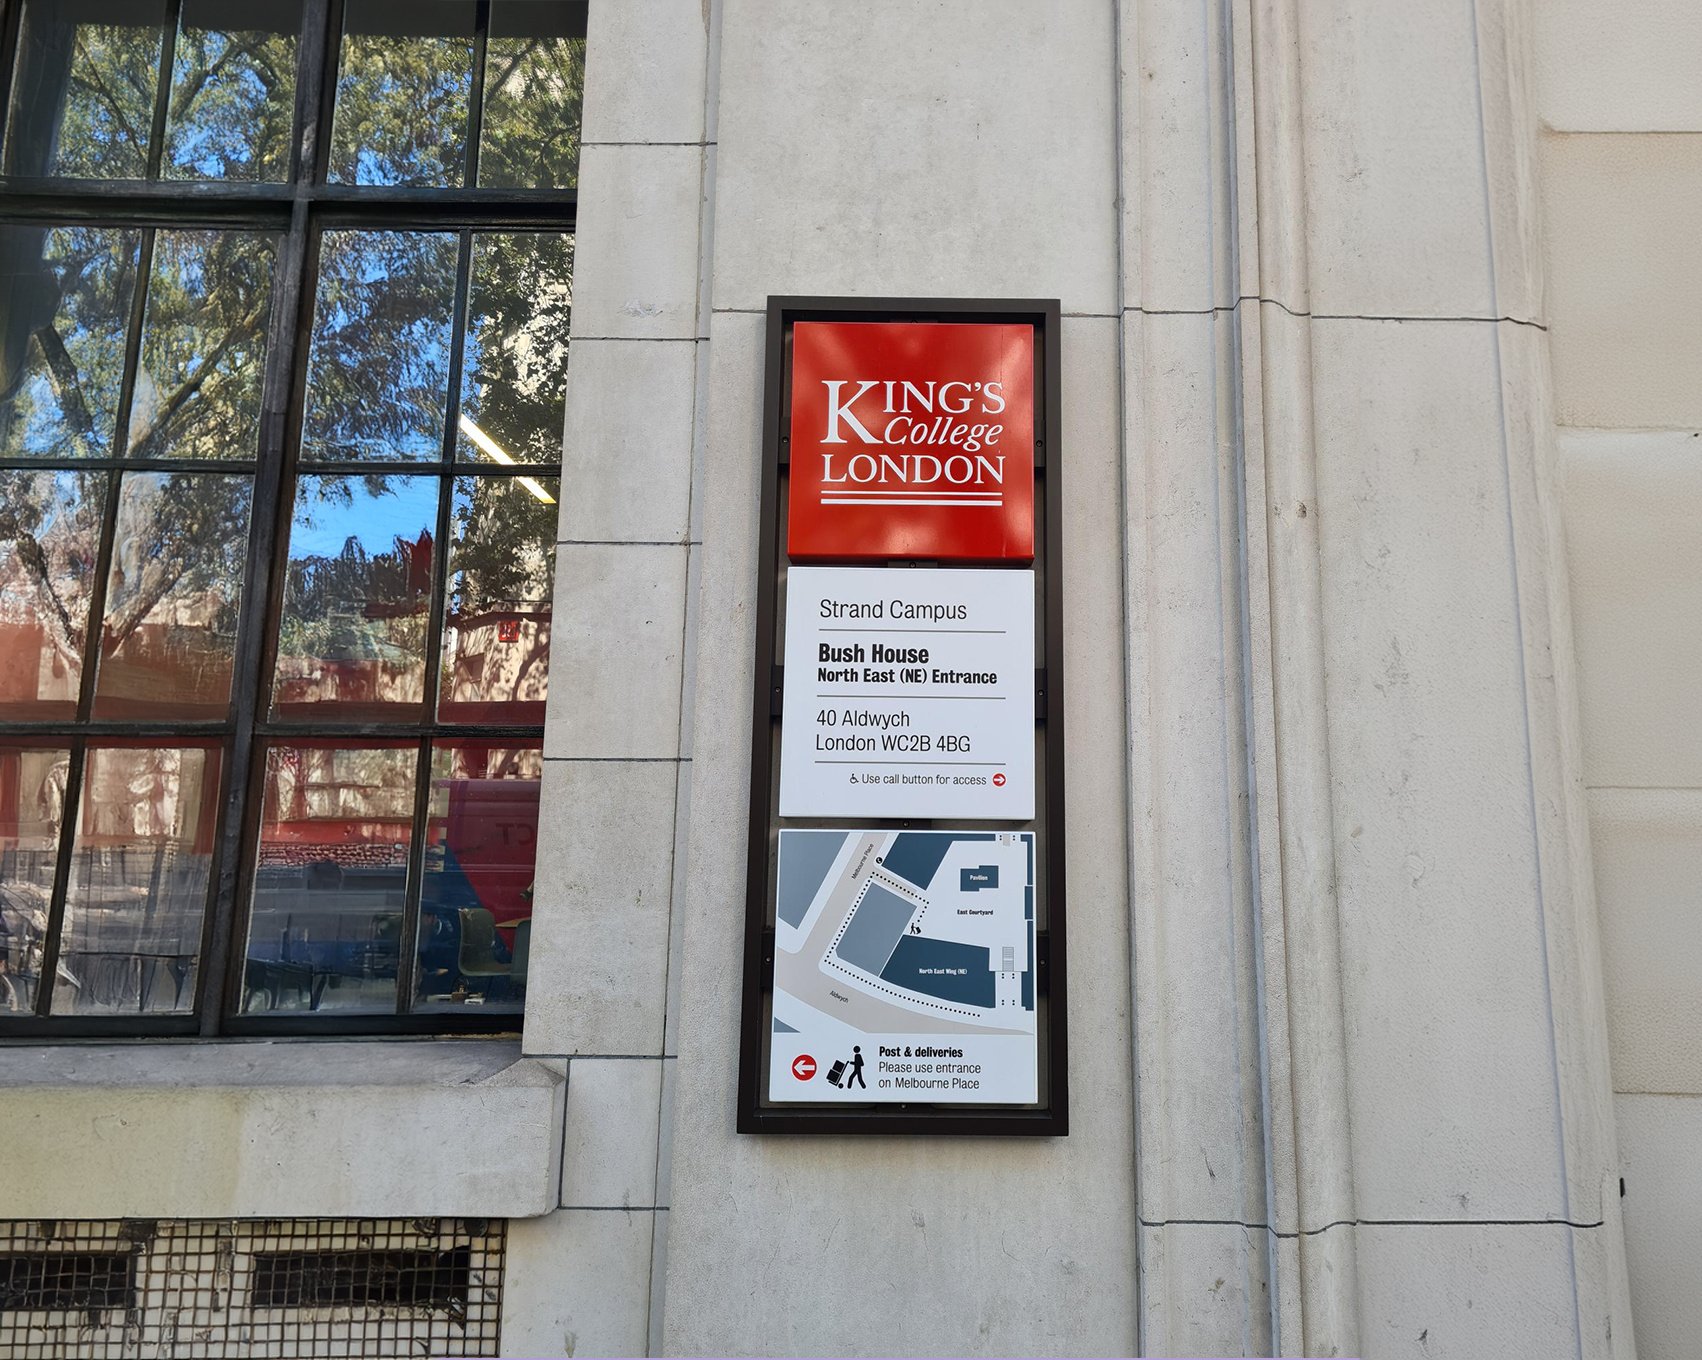 KING'S
College
LONDON
Strand Campus
Bush House
North East (NE) Entrance
40 Aldwych
London WC2B 4BG
Use call button for access
Melbourne Place
Pavilion
East Courtyard
North East Wing (NE)
Aldwych
Post & deliveries
Please use entrance
on Melbourne Place